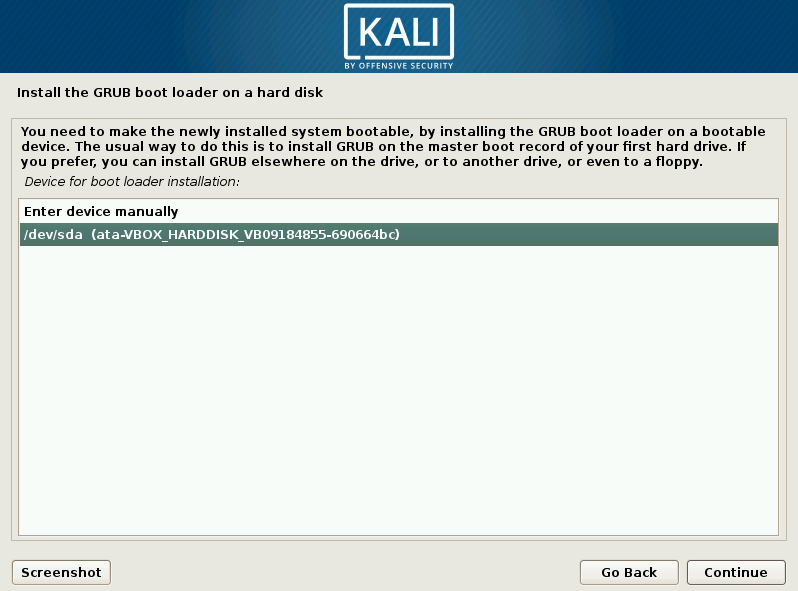 KALI
BY OFFENSIVE SECURITY
Install the GRUB boot loader on a hard disk
You need to make the newly installed system bootable, by installing the GRUB boot loader on a bootable
device. The usual way to do this is to install GRUB on the master boot record of your first hard drive. If
you prefer, you can install GRUB elsewhere on the drive, or to another drive, or even to a floppy.
Device for boot loader installation:
Enter device manually
/dev/sda  (ata-VBOX_HARDDISK_VB09184855-690664bc)
Screenshot
Go Back
Continue